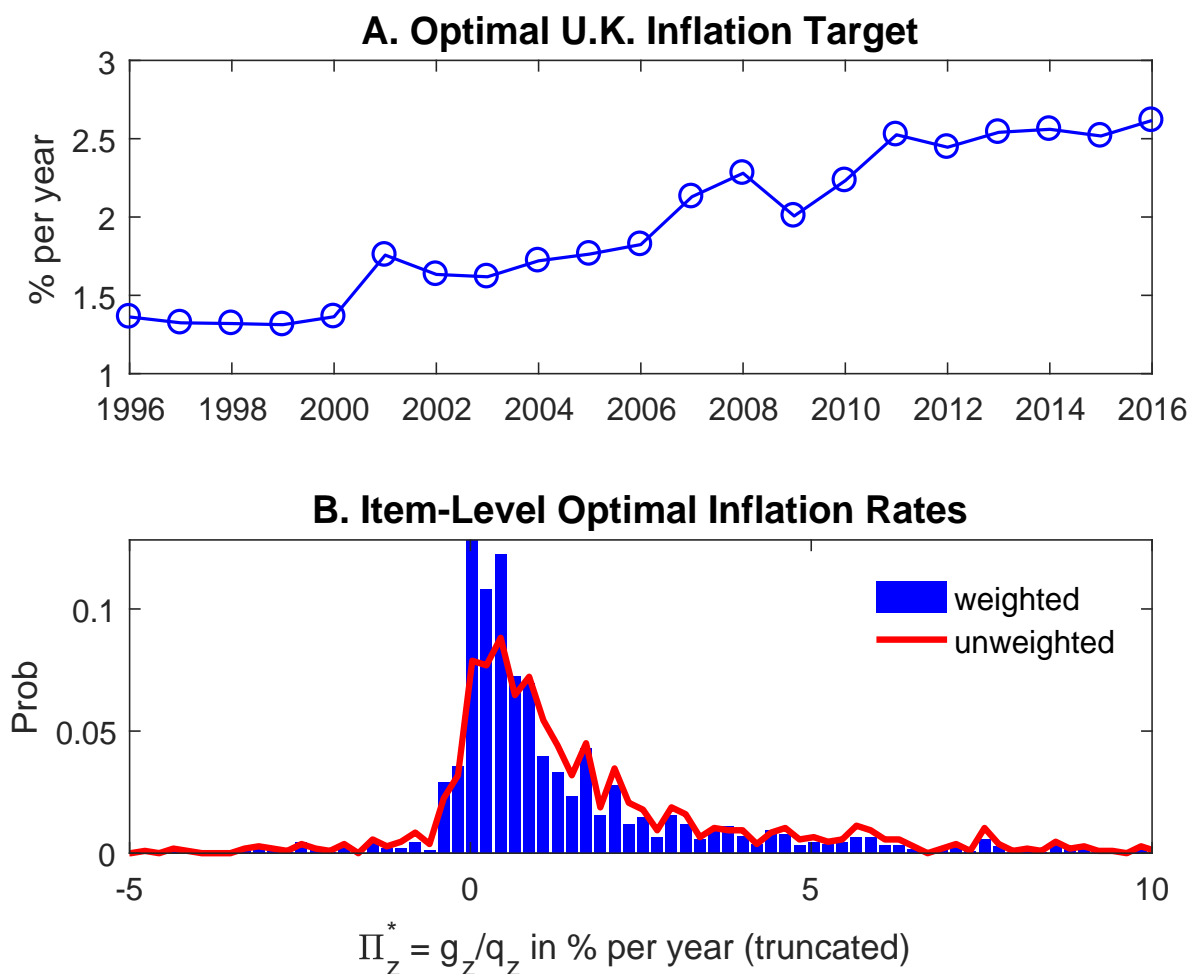 A. Optimal U.K. Inflation Target
% per year
3
2.5
2
1.5
1
1996 1998 2000 2002 2004 2006 2008 2010 2012 2014 2016
B. Item-Level Optimal Inflation Rates
Prob
0.1
0.05
0
weighted
unweighted
-5 0 5 10
Π*z = gz/qz in % per year (truncated)